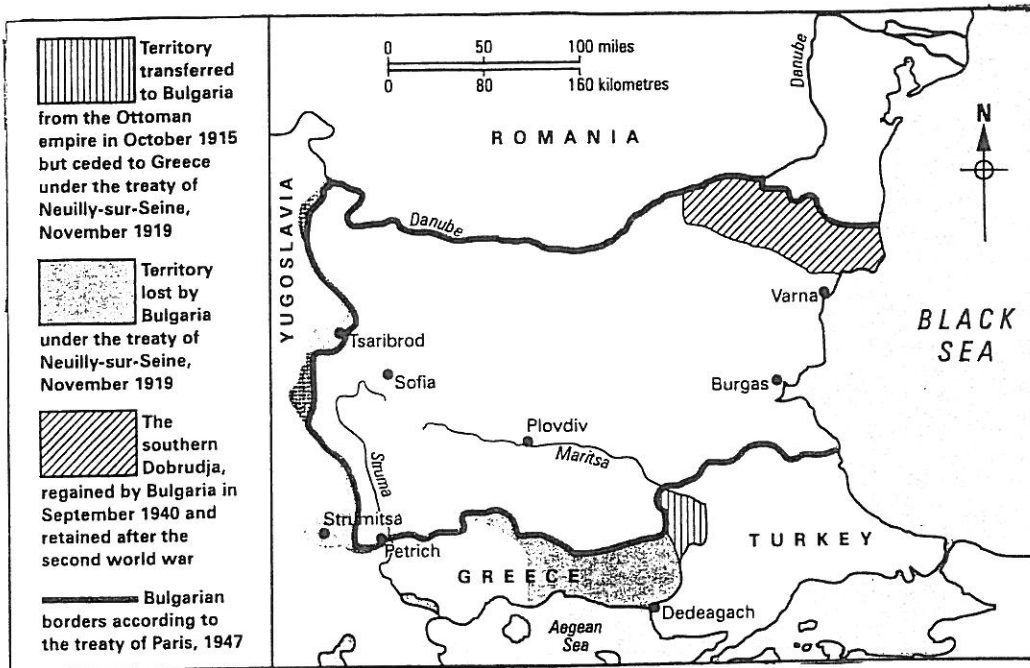 Territory
transferred
to Bulgaria
from the Ottoman
empire in October 1915
but ceded to Greece
under the treaty of
Neuilly-sur-Seine,
November 1919
Territory
lost by
Bulgaria
under the treaty of
Neuilly-sur-Seine,
November 1919
The
southern
Dobrudja,
regained by Bulgaria in
September 1940 and
retained after the
second world war
Bulgarian
borders according to
the treaty of Paris, 1947
0 50 100 miles
0 80 160 kilometres
Danube
N
ROMANIA
YUGOSLAVIA
Danube
Varna
BLACK
SEA
Tsaribrod
Sofia
Burgas
Plovdiv
Maritsa
Struma
Strumitsa
Petrich
TURKEY
GREECE
Dedeagach
Aegean
Sea